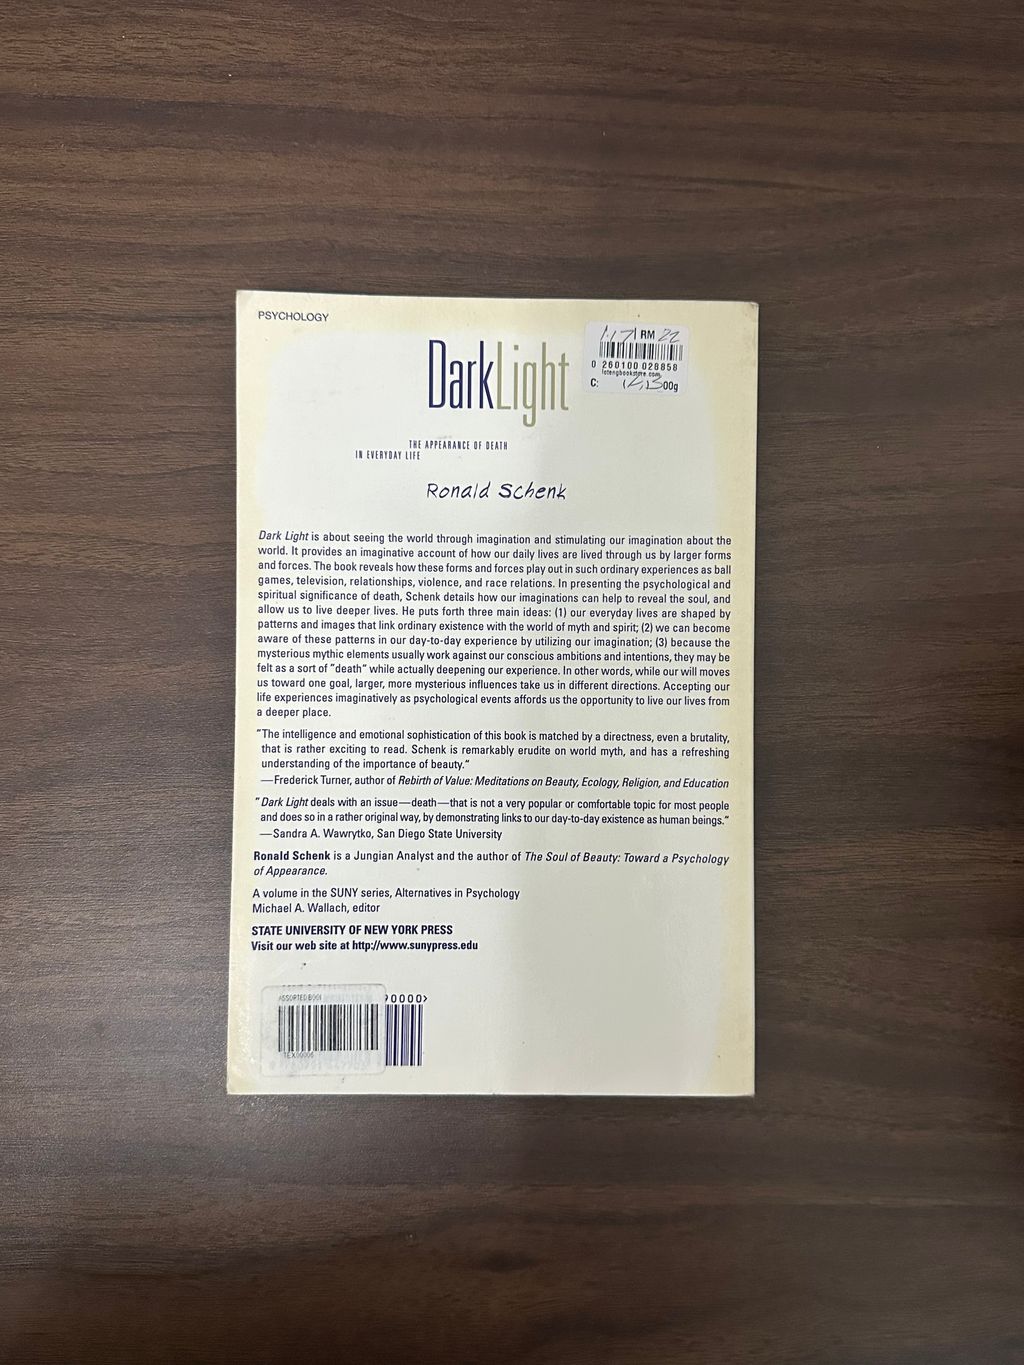 PSYCHOLOGY
RM 22
0 260100 028858
lotengbookstore.com
C: 00g
DarkLight
THE APPEARANCE OF DEATH
IN EVERYDAY LIFE
Ronald Schenk
Dark Light is about seeing the world through imagination and stimulating our imagination about the
world. It provides an imaginative account of how our daily lives are lived through us by larger forms
and forces. The book reveals how these forms and forces play out in such ordinary experiences as ball
games, television, relationships, violence, and race relations. In presenting the psychological and
spiritual significance of death, Schenk details how our imaginations can help to reveal the soul, and
allow us to live deeper lives. He puts forth three main ideas: (1) our everyday lives are shaped by
patterns and images that link ordinary existence with the world of myth and spirit; (2) we can become
aware of these patterns in our day-to-day experience by utilizing our imagination; (3) because the
mysterious mythic elements usually work against our conscious ambitions and intentions, they may be
felt as a sort of "death" while actually deepening our experience. In other words, while our will moves
us toward one goal, larger, more mysterious influences take us in different directions. Accepting our
life experiences imaginatively as psychological events affords us the opportunity to live our lives from
a deeper place.
"The intelligence and emotional sophistication of this book is matched by a directness, even a brutality,
that is rather exciting to read. Schenk is remarkably erudite on world myth, and has a refreshing
understanding of the importance of beauty."
—Frederick Turner, author of Rebirth of Value: Meditations on Beauty, Ecology, Religion, and Education
"Dark Light deals with an issue—death—that is not a very popular or comfortable topic for most people
and does so in a rather original way, by demonstrating links to our day-to-day existence as human beings."
—Sandra A. Wawrytko, San Diego State University
Ronald Schenk is a Jungian Analyst and the author of The Soul of Beauty: Toward a Psychology
of Appearance.
A volume in the SUNY series, Alternatives in Psychology
Michael A. Wallach, editor
STATE UNIVERSITY OF NEW YORK PRESS
Visit our web site at http://www.sunypress.edu
ASSORTED BOOK
90000>
TEX00006